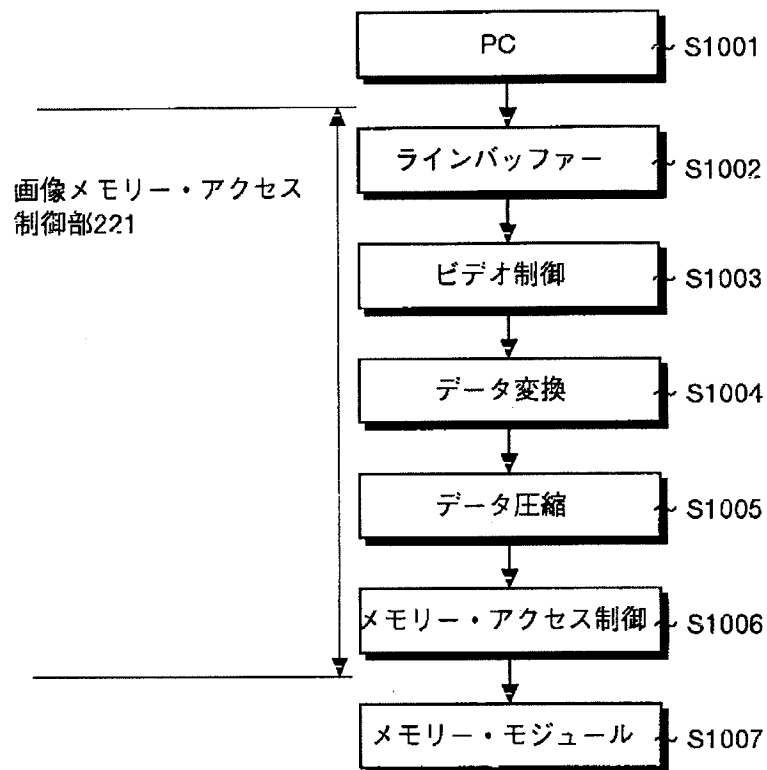 PC
S1001
ラインバッファー
S1002
画像メモリー・アクセス
制御部221
ビデオ制御
S1003
データ変換
S1004
データ圧縮
S1005
メモリー・アクセス制御
S1006
メモリー・モジュール
S1007